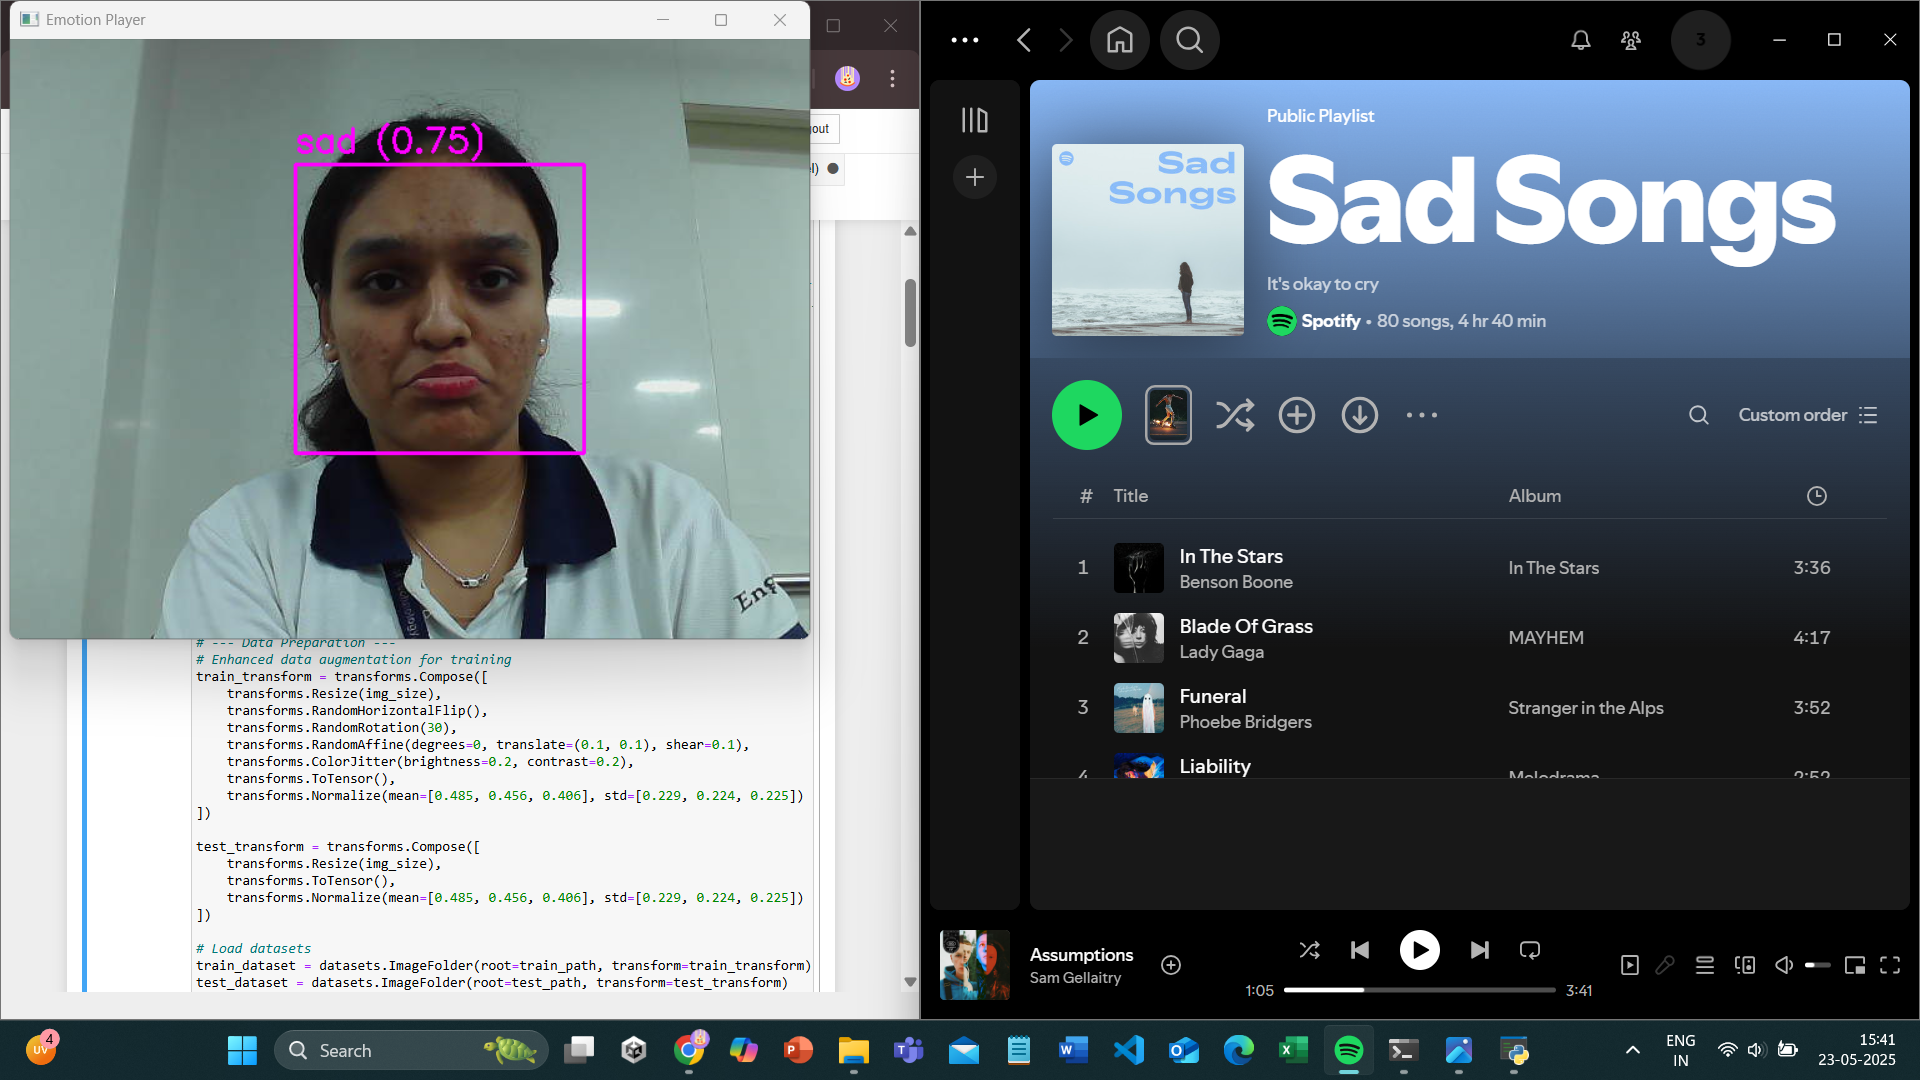 Emotion Player
sad (0.75)
Eng
out
l)
# --- Data Preparation ---
# Enhanced data augmentation for training
train_transform = transforms.Compose([
transforms.Resize(img_size),
transforms.RandomHorizontalFlip(),
transforms.RandomRotation(30),
transforms.RandomAffine(degrees=0, translate=(0.1, 0.1), shear=0.1),
transforms.ColorJitter(brightness=0.2, contrast=0.2),
transforms.ToTensor(),
transforms.Normalize(mean=[0.485, 0.456, 0.406], std=[0.229, 0.224, 0.225])
])
test_transform = transforms.Compose([
transforms.Resize(img_size),
transforms.ToTensor(),
transforms.Normalize(mean=[0.485, 0.456, 0.406], std=[0.229, 0.224, 0.225])
])
# Load datasets
train_dataset = datasets.ImageFolder(root=train_path, transform=train_transform)
test_dataset = datasets.ImageFolder(root=test_path, transform=test_transform)
3
Public Playlist
Sad
Songs
Sad Songs
It's okay to cry
Spotify • 80 songs, 4 hr 40 min
Custom order
# Title Album
1 In The Stars In The Stars 3:36
Benson Boone
2 Blade Of Grass MAYHEM 4:17
Lady Gaga
3 Funeral Stranger in the Alps 3:52
Phoebe Bridgers
4 Liability Melodrama 2:52
Assumptions
Sam Gellaitry
1:05 3:41
4
UV
Search
ENG
IN
15:41
23-05-2025